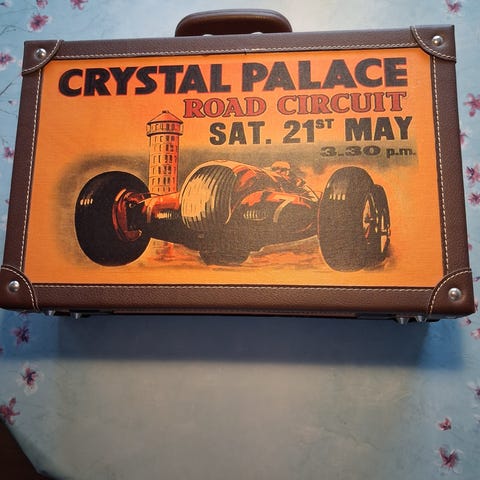 CRYSTAL PALACE
ROAD CIRCUIT
SAT. 21ST MAY
3.30 p.m.